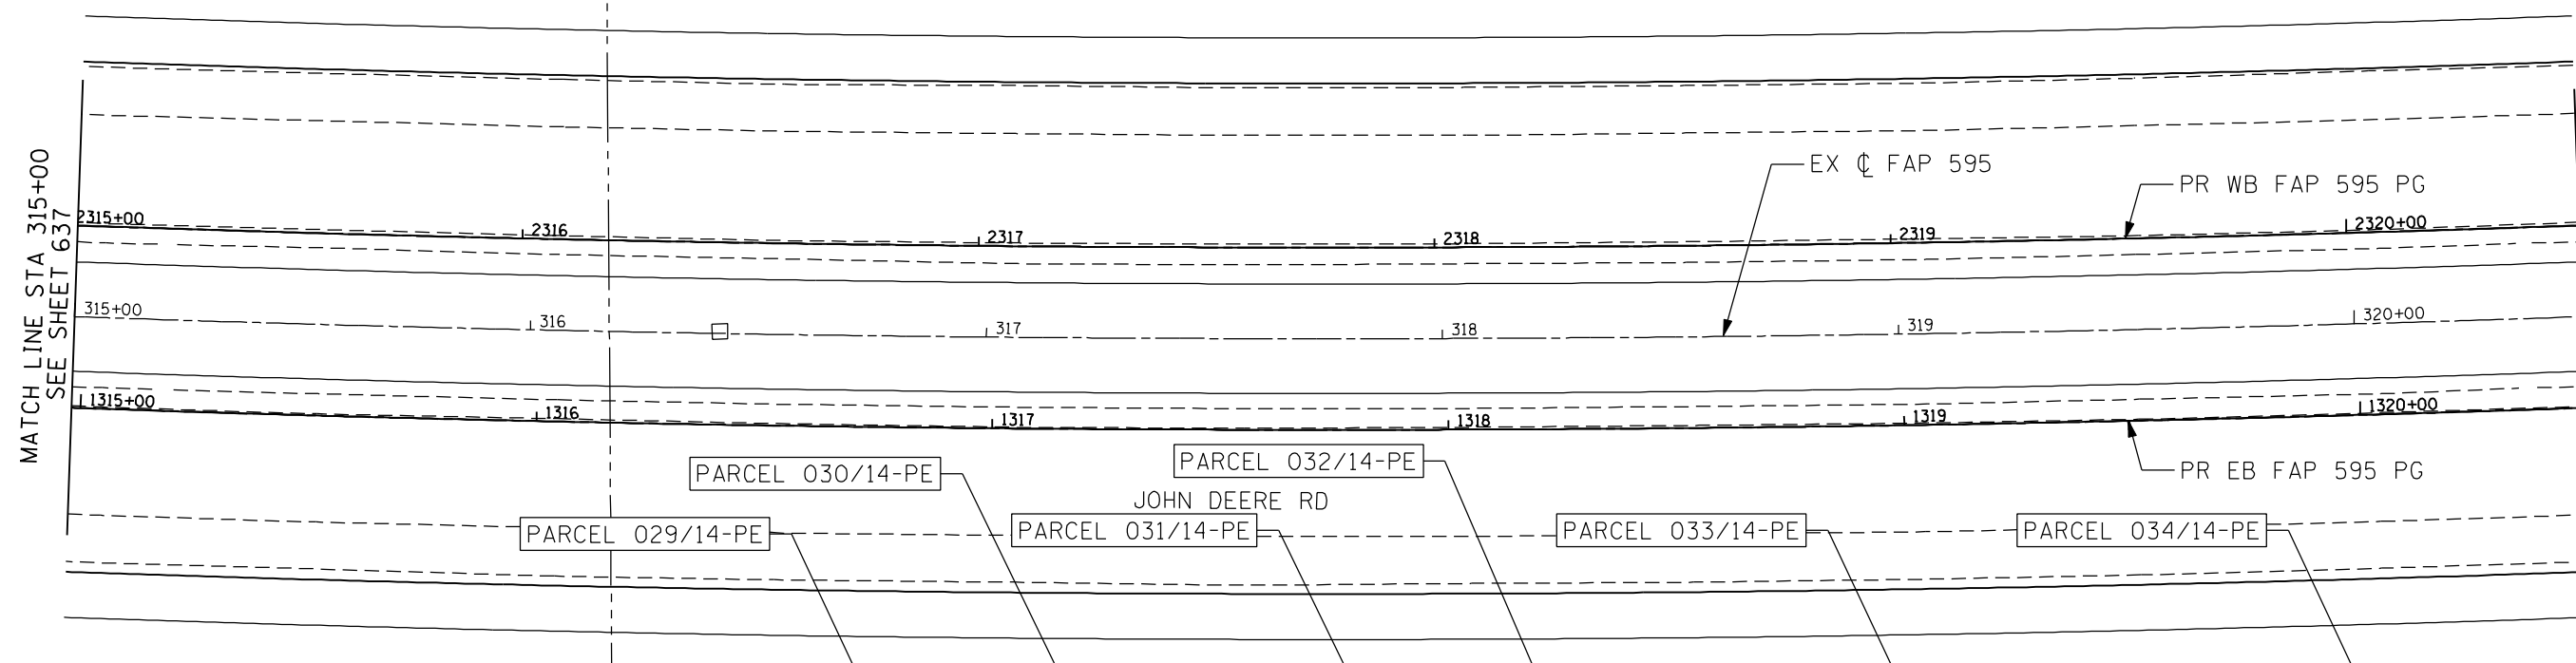 MATCH LINE STA 315+00
SEE SHEET 637
EX ℄ FAP 595
PR WB FAP 595 PG
2315+00
2316
2317
2318
2319
2320+00
315+00
316
317
318
319
320+00
1315+00
1316
1317
1318
1319
1320+00
PARCEL 030/14-PE
PARCEL 032/14-PE
PR EB FAP 595 PG
JOHN DEERE RD
PARCEL 029/14-PE
PARCEL 031/14-PE
PARCEL 033/14-PE
PARCEL 034/14-PE